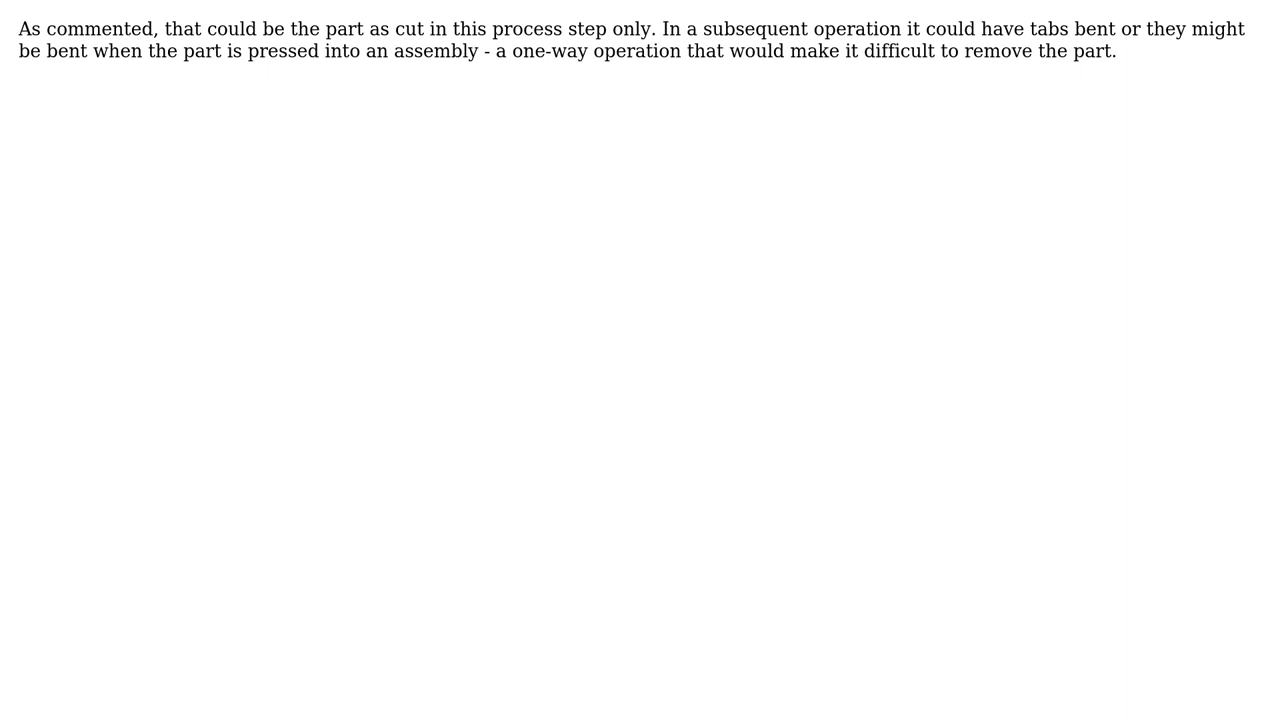 As commented, that could be the part as cut in this process step only. In a subsequent operation it could have tabs bent or they might
be bent when the part is pressed into an assembly - a one-way operation that would make it difficult to remove the part.